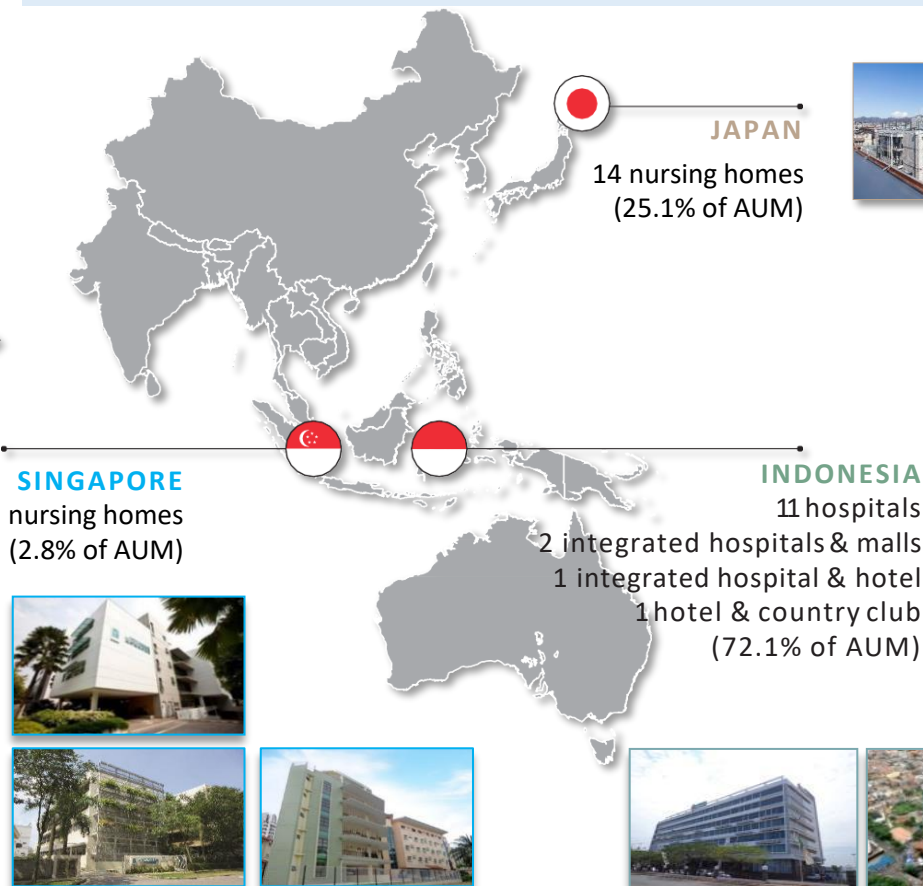 JAPAN
14 nursing homes
(25.1% of AUM)
SINGAPORE
nursing homes
(2.8% of AUM)
INDONESIA
11 hospitals
2 integrated hospitals & malls
1 integrated hospital & hotel
1 hotel & country club
(72.1% of AUM)